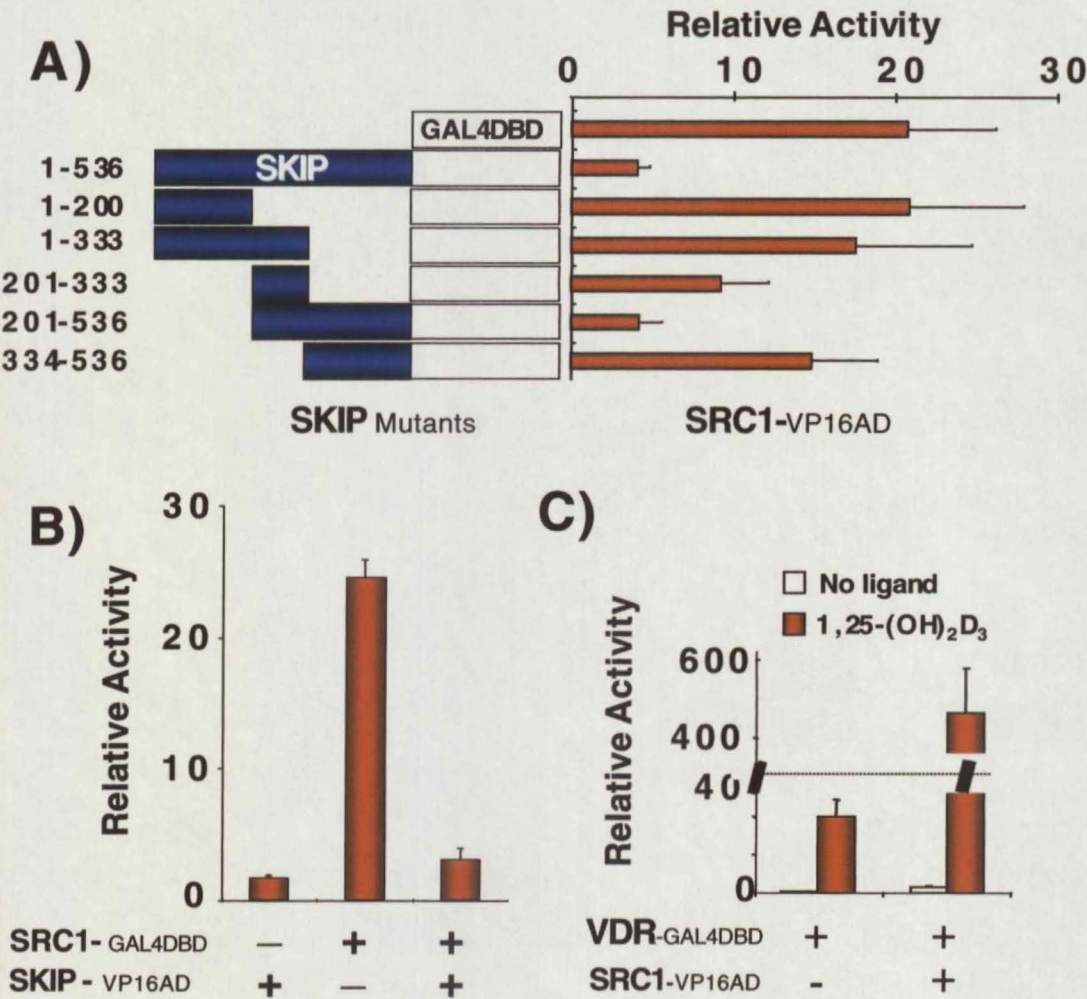 A)
Relative Activity
0 10 20 30
GAL4DBD
1-536 SKIP
1-200
1-333
201-333
201-536
334-536
SKIP Mutants
SRC1-VP16AD
B)
30
20
10
0
Relative Activity
SRC1- GAL4DBD – + +
SKIP - VP16AD + – +
C)
No ligand
1,25-(OH)₂D₃
600
400
40
0
Relative Activity
VDR-GAL4DBD + +
SRC1-VP16AD - +